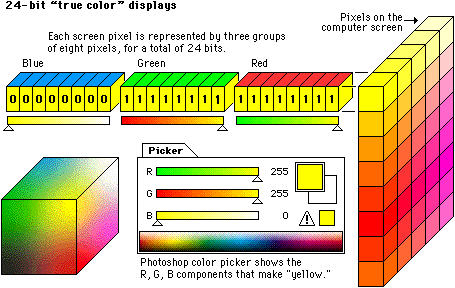 24-bit “true color” displays
Pixels on the
computer screen
Each screen pixel is represented by three groups
of eight pixels, for a total of 24 bits.
Blue
Green
Red
0 0 0 0 0 0 0 0
1 1 1 1 1 1 1 1
1 1 1 1 1 1 1 1
Picker
R 255
G 255
B 0
Photoshop color picker shows the
R, G, B components that make "yellow."